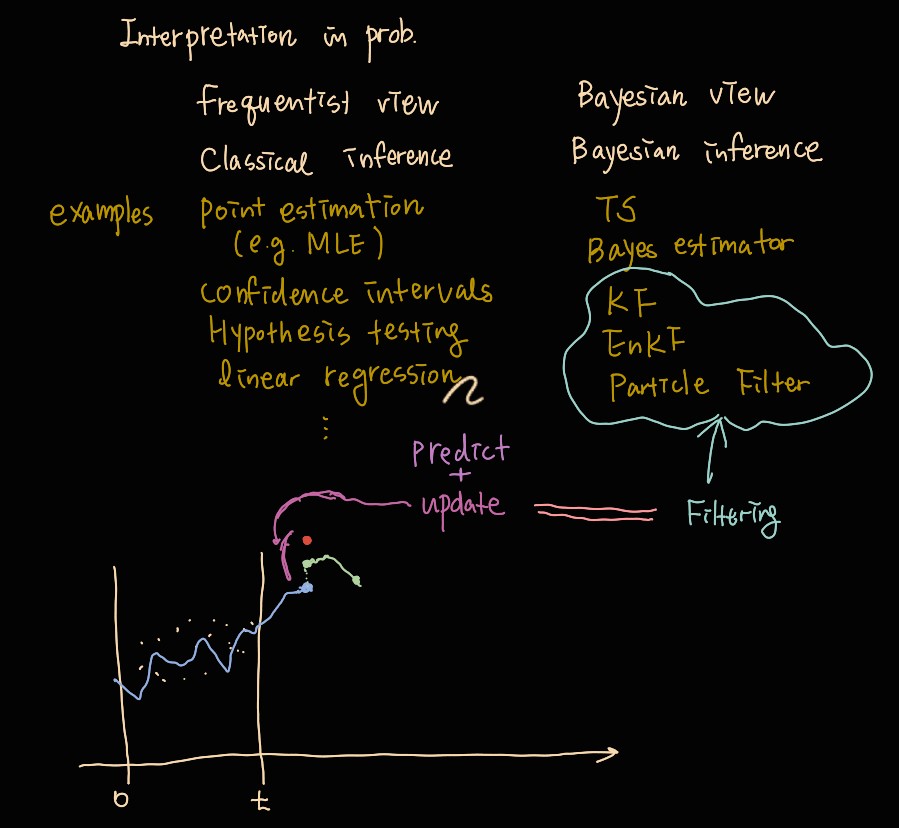 Interpretation in prob.
Frequentist view
Bayesian view
Classical inference
Bayesian inference
examples
point estimation
(e.g. MLE)
confidence intervals
Hypothesis testing
linear regression
⋮
TS
Bayes estimator
KF
EnKF
Particle Filter
predict
+
update
Filtering
0
t